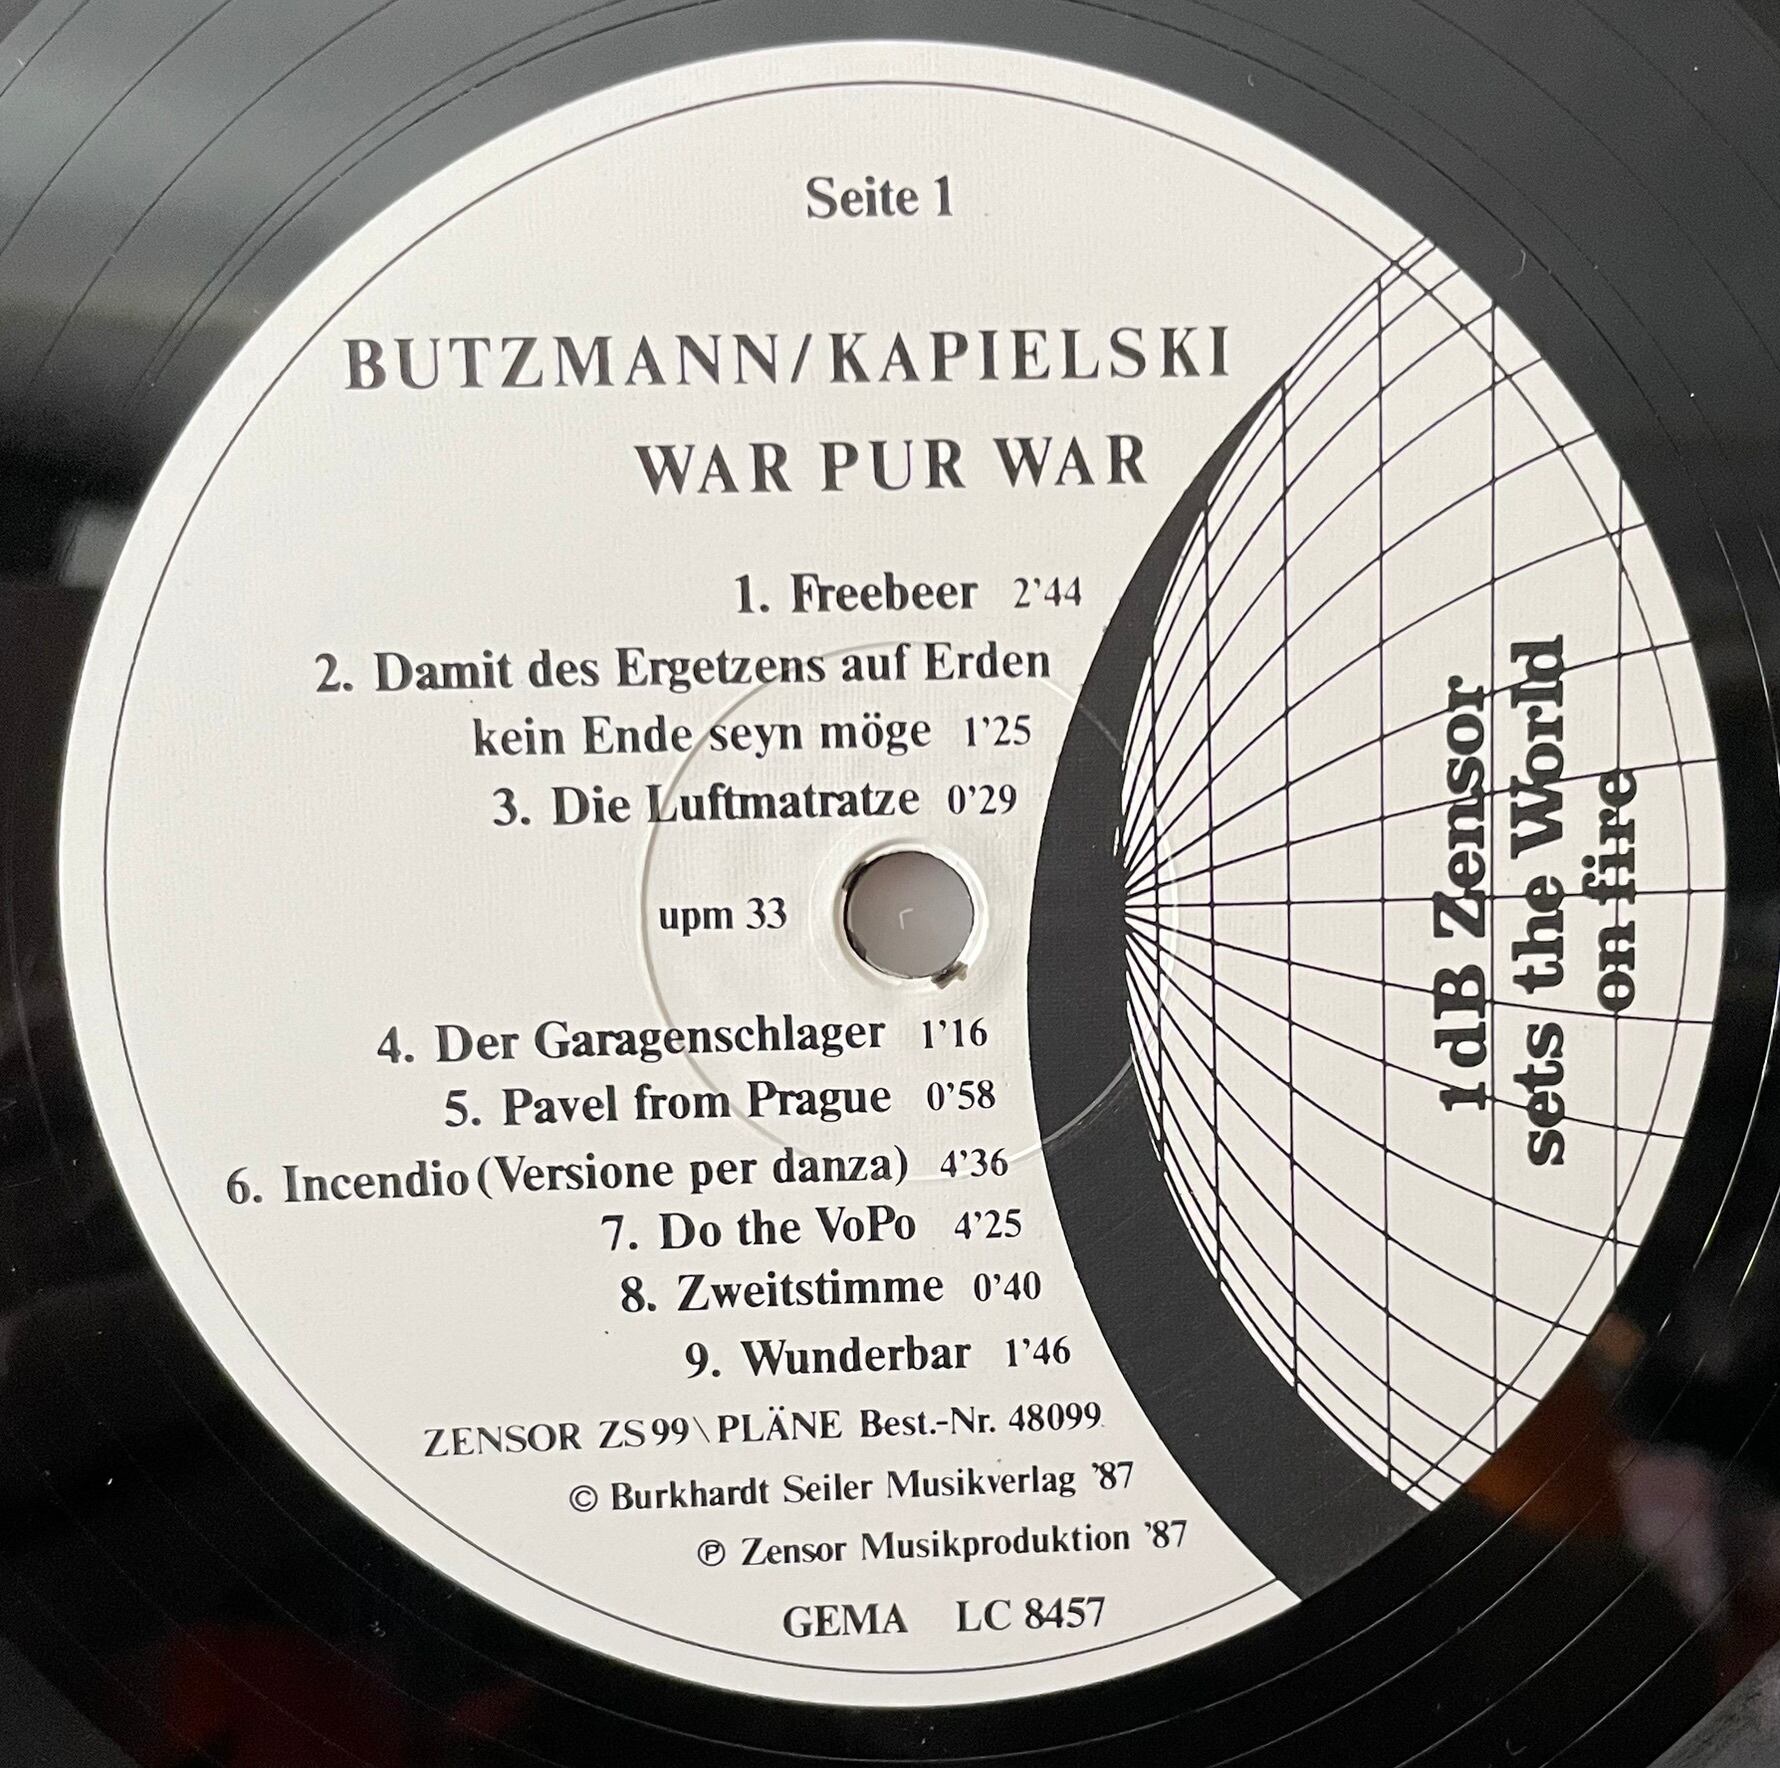 Seite 1
BUTZMANN/KAPIELSKI
WAR PUR WAR
1. Freebeer 2'44
2. Damit des Ergetzens auf Erden
kein Ende seyn möge 1'25
3. Die Luftmatratze 0'29
upm 33
4. Der Garagenschlager 1'16
5. Pavel from Prague 0'58
6. Incendio (Versione per danza) 4'36
7. Do the VoPo 4'25
8. Zweitstimme 0'40
9. Wunderbar 1'46
ZENSOR ZS 99\PLÄNE Best.-Nr. 48099
© Burkhardt Seiler Musikverlag '87
℗ Zensor Musikproduktion '87
GEMA LC 8457
1 dB Zensor
sets the World
on fire